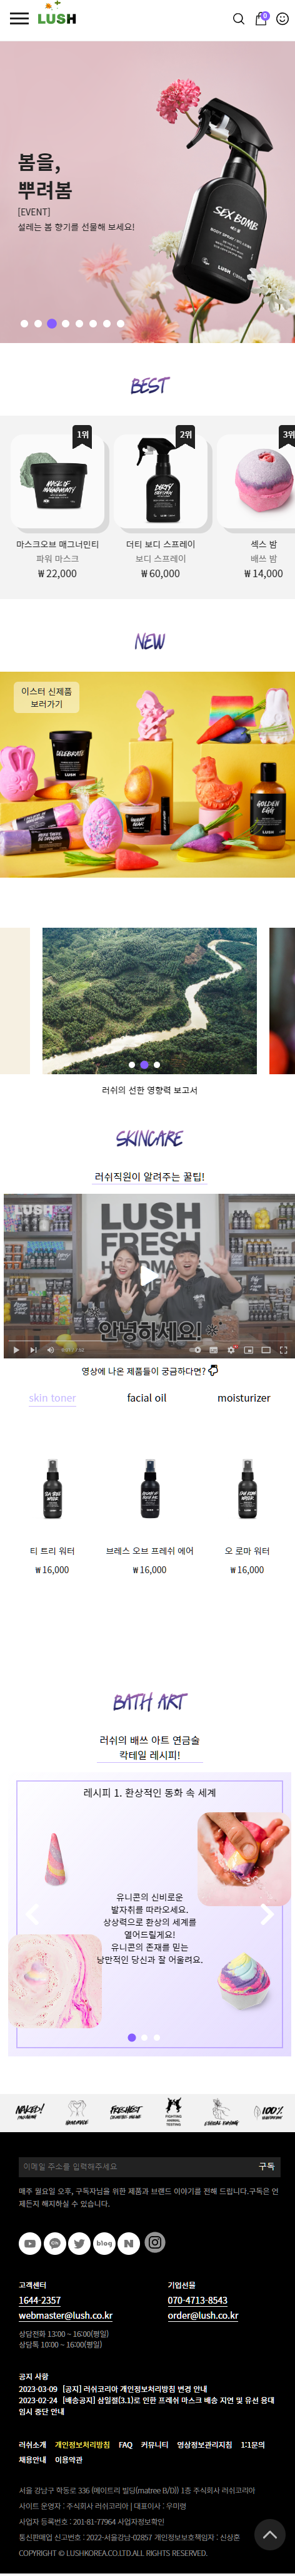 LUSH
0
봄을,
뿌려봄
[EVENT]
설레는 봄 향기를 선물해 보세요!
SEX BOMB
LUSH
BEST
1위
2위
3위
MASK OF MAGNAMINTY
DIRTY
마스크오브 매그너민티
더티 보디 스프레이
섹스 밤
파워 마스크
보디 스프레이
배쓰 밤
₩ 22,000
₩ 60,000
₩ 14,000
NEW
이스터 신제품
보러가기
CELEBRATE
LUSH
GOLDEN EGG
러쉬의 선한 영향력 보고서
SKINCARE
러쉬직원이 알려주는 꿀팁!
LUSH
LUSH
FRESH
HANDMADE
안녕하세요!
영상에 나온 제품들이 궁금하다면?
skin toner
facial oil
moisturizer
티 트리 워터
브레스 오브 프레쉬 에어
오 로마 워터
₩ 16,000
₩ 16,000
₩ 16,000
BATH ART
러쉬의 배쓰 아트 연금술
칵테일 레시피!
레시피 1. 환상적인 동화 속 세계
유니콘의 신비로운
발자취를 따라오세요.
상상력으로 환상의 세계를
열어드릴게요!
유니콘의 존재를 믿는
낭만적인 당신과 잘 어울려요.
NAKED!
HANDMADE
FRESHEST
FIGHTING
ANIMAL
TESTING
ETHICAL BUYING
100%
이메일 주소를 입력해주세요
구독
매주 월요일 오후, 구독자님을 위한 제품과 브랜드 이야기를 전해 드립니다.구독은 언
제든지 해지하실 수 있습니다.
blog
N
고객센터
기업선물
1644-2357
070-4713-8543
webmaster@lush.co.kr
order@lush.co.kr
상담전화 13:00 ~ 16:00(평일)
상담톡 10:00 ~ 16:00(평일)
공지 사항
2023-03-09 [공지] 러쉬코리아 개인정보처리방침 변경 안내
2023-02-24 [배송공지] 삼일절(3.1)로 인한 프레쉬 마스크 배송 지연 및 유선 응대
임시 중단 안내
러쉬소개 개인정보처리방침 FAQ 커뮤니티 영상정보관리지침 1:1문의
채용안내 이용약관
서울 강남구 학동로 336 (메이트리 빌딩(matree B/D)) 1층 주식회사 러쉬코리아
사이트 운영자 : 주식회사 러쉬코리아 | 대표이사 : 우미령
사업자 등록번호 : 201-81-77964 사업자정보확인
통신판매업 신고번호 : 2022-서울강남-02857 개인정보보호책임자 : 신상훈
COPYRIGHT © LUSHKOREA,CO.LTD.ALL RIGHTS RESERVED.